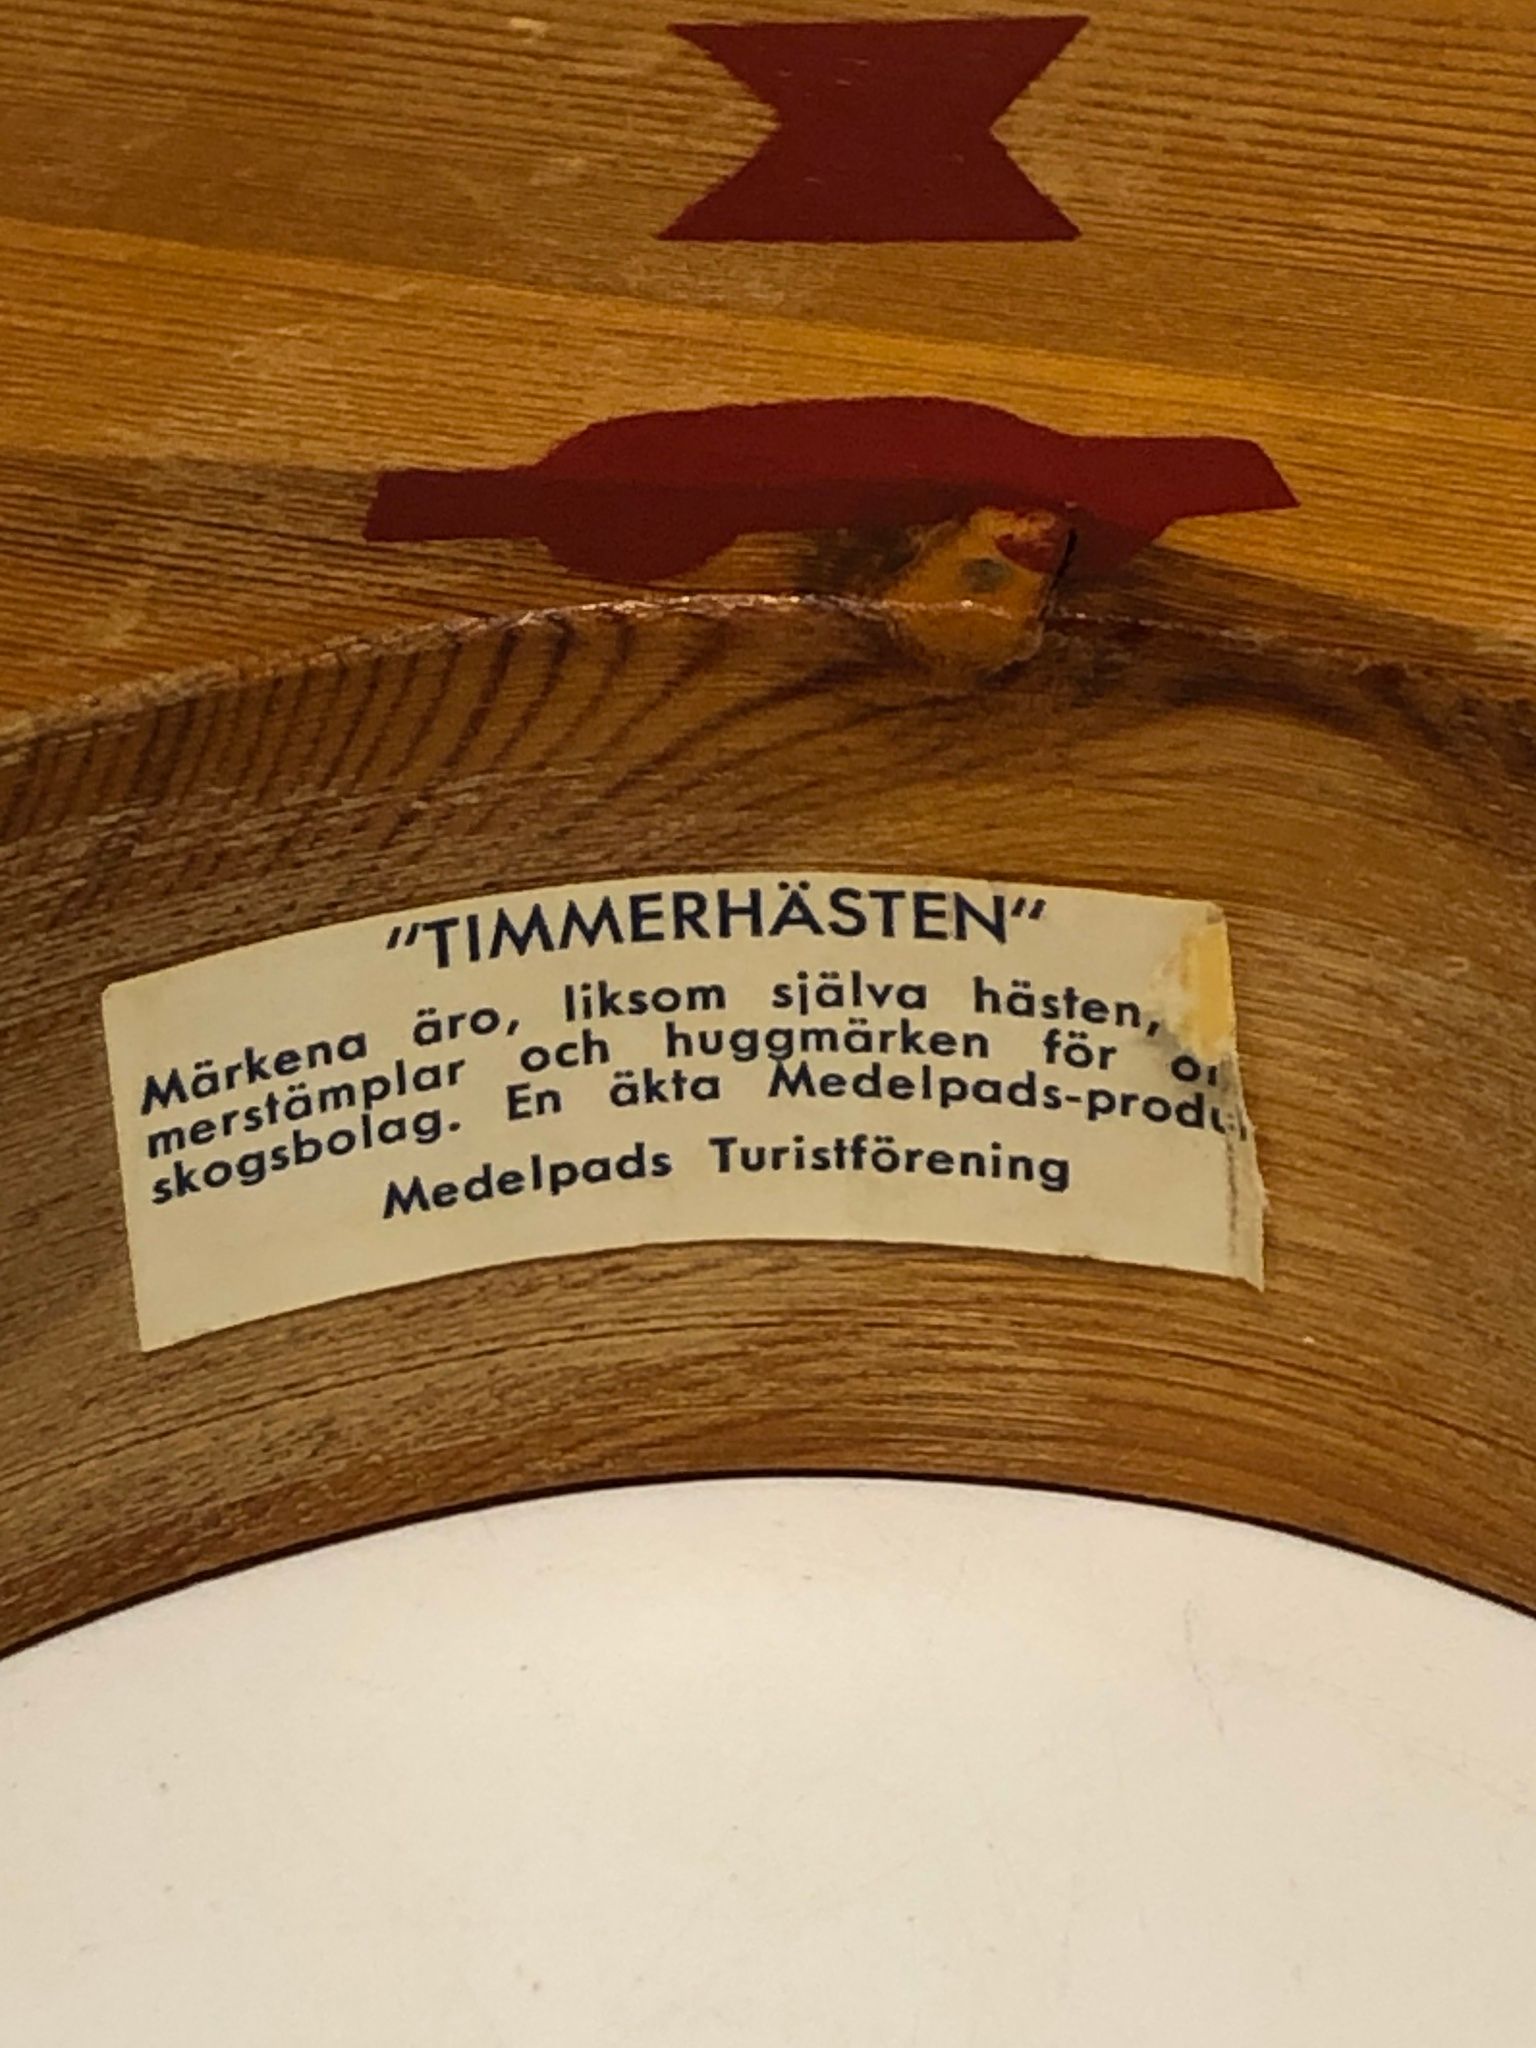 "TIMMERHÄSTEN"
Märkena äro, liksom själva hästen,
merstämplar och huggmärken för
skogsbolag. En äkta Medelpads-produ
Medelpads Turistförening